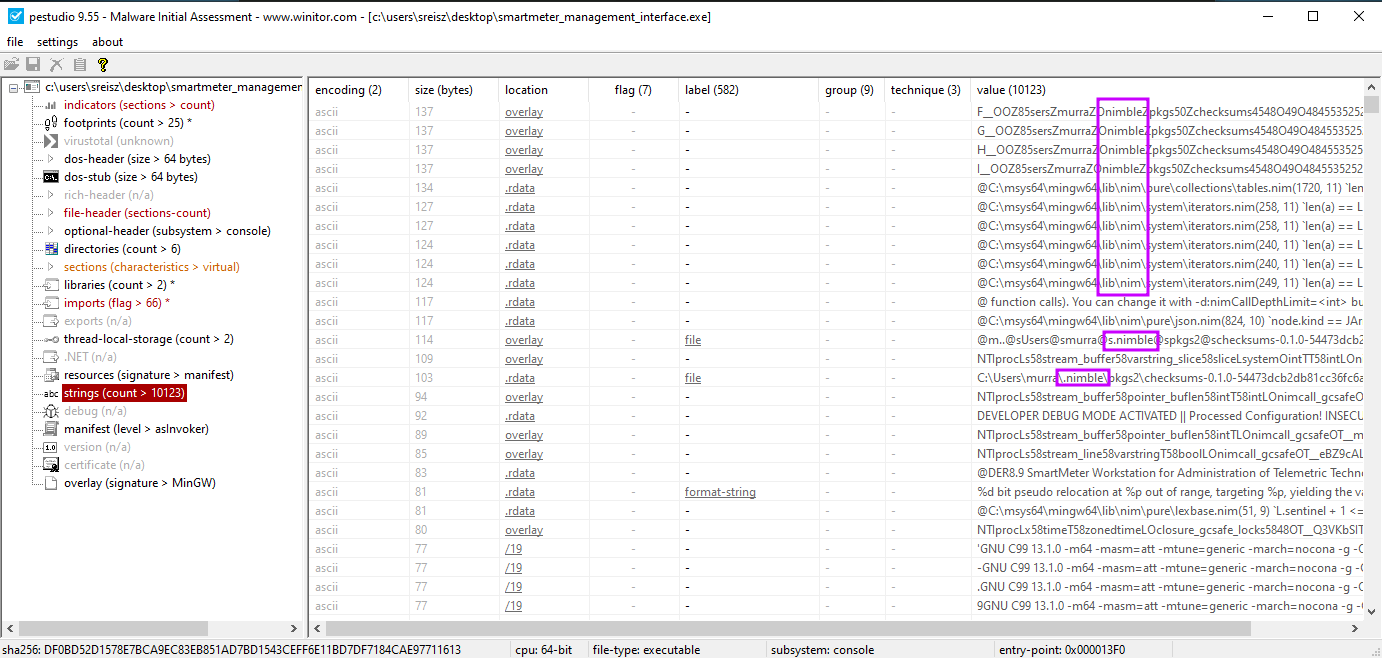 pestudio 9.55 - Malware Initial Assessment - www.winitor.com - [c:\users\sreisz\desktop\smartmeter_management_interface.exe]
file settings about
c:\users\sreisz\desktop\smartmeter_managemer
indicators (sections > count)
footprints (count > 25) *
virustotal (unknown)
dos-header (size > 64 bytes)
dos-stub (size > 64 bytes)
rich-header (n/a)
file-header (sections-count)
optional-header (subsystem > console)
directories (count > 6)
sections (characteristics > virtual)
libraries (count > 2) *
imports (flag > 66) *
exports (n/a)
thread-local-storage (count > 2)
.NET (n/a)
resources (signature > manifest)
abc strings (count > 10123)
debug (n/a)
manifest (level > asInvoker)
1.0 version (n/a)
certificate (n/a)
overlay (signature > MinGW)
encoding (2) size (bytes) location flag (7) label (582) group (9) technique (3) value (10123)
ascii 137 overlay - - - - F__OOZ85sersZmurraZOnimbleZpkgs50Zchecksums4548O49O484553525
ascii 137 overlay - - - - G__OOZ85sersZmurraZOnimbleZpkgs50Zchecksums4548O49O48455352
ascii 137 overlay - - - - H__OOZ85sersZmurraZOnimbleZpkgs50Zchecksums4548O49O48455352
ascii 137 overlay - - - - I__OOZ85sersZmurraZOnimbleZpkgs50Zchecksums4548O49O4845535252
ascii 134 .rdata - - - - @C:\msys64\mingw64\lib\nim\pure\collections\tables.nim(1720, 11) `len
ascii 127 .rdata - - - - @C:\msys64\mingw64\lib\nim\system\iterators.nim(258, 11) `len(a) == L
ascii 127 .rdata - - - - @C:\msys64\mingw64\lib\nim\system\iterators.nim(258, 11) `len(a) == L
ascii 124 .rdata - - - - @C:\msys64\mingw64\lib\nim\system\iterators.nim(240, 11) `len(a) == L
ascii 124 .rdata - - - - @C:\msys64\mingw64\lib\nim\system\iterators.nim(240, 11) `len(a) == L
ascii 124 .rdata - - - - @C:\msys64\mingw64\lib\nim\system\iterators.nim(249, 11) `len(a) == L
ascii 117 .rdata - - - - @ function calls). You can change it with -d:nimCallDepthLimit=<int> bu
ascii 117 .rdata - - - - @C:\msys64\mingw64\lib\nim\pure\json.nim(824, 10) `node.kind == JAr
ascii 114 overlay - file - - @m..@sUsers@smurra@s.nimble@spkgs2@schecksums-0.1.0-54473dcb2
ascii 109 overlay - - - - NTIprocLs58stream_buffer58varstring_slice58sliceLsystemOintTT58intLOn
ascii 103 .rdata - file - - C:\Users\murra\.nimble\pkgs2\checksums-0.1.0-54473dcb2db81cc36fc6a
ascii 94 overlay - - - - NTIprocLs58stream_buffer58pointer_buflen58intT58intLOnimcall_gcsafeO
ascii 92 .rdata - - - - DEVELOPER DEBUG MODE ACTIVATED || Processed Configuration! INSECU
ascii 89 overlay - - - - NTIprocLs58stream_buffer58pointer_buflen58intTLOnimcall_gcsafeOT__m
ascii 85 overlay - - - - NTIprocLs58stream_line58varstringT58boolLOnimcall_gcsafeOT__eBZ9cAL
ascii 83 .rdata - - - - @DER8.9 SmartMeter Workstation for Administration of Telemetric Techn
ascii 81 .rdata - format-string - - %d bit pseudo relocation at %p out of range, targeting %p, yielding the va
ascii 81 .rdata - - - - @C:\msys64\mingw64\lib\nim\pure\lexbase.nim(51, 9) `L.sentinel + 1 <=
ascii 80 overlay - - - - NTIprocLx58timeT58zonedtimeLOclosure_gcsafe_locks5848OT__Q3VKbSIT
ascii 77 /19 - - - - 'GNU C99 13.1.0 -m64 -masm=att -mtune=generic -march=nocona -g -O
ascii 77 /19 - - - - -GNU C99 13.1.0 -m64 -masm=att -mtune=generic -march=nocona -g -
ascii 77 /19 - - - - .GNU C99 13.1.0 -m64 -masm=att -mtune=generic -march=nocona -g -
ascii 77 /19 - - - - 9GNU C99 13.1.0 -m64 -masm=att -mtune=generic -march=nocona -g -
sha256: DF0BD52D1578E7BCA9EC83EB851AD7BD1543CEFF6E11BD7DF7184CAE97711613 cpu: 64-bit file-type: executable subsystem: console entry-point: 0x000013F0